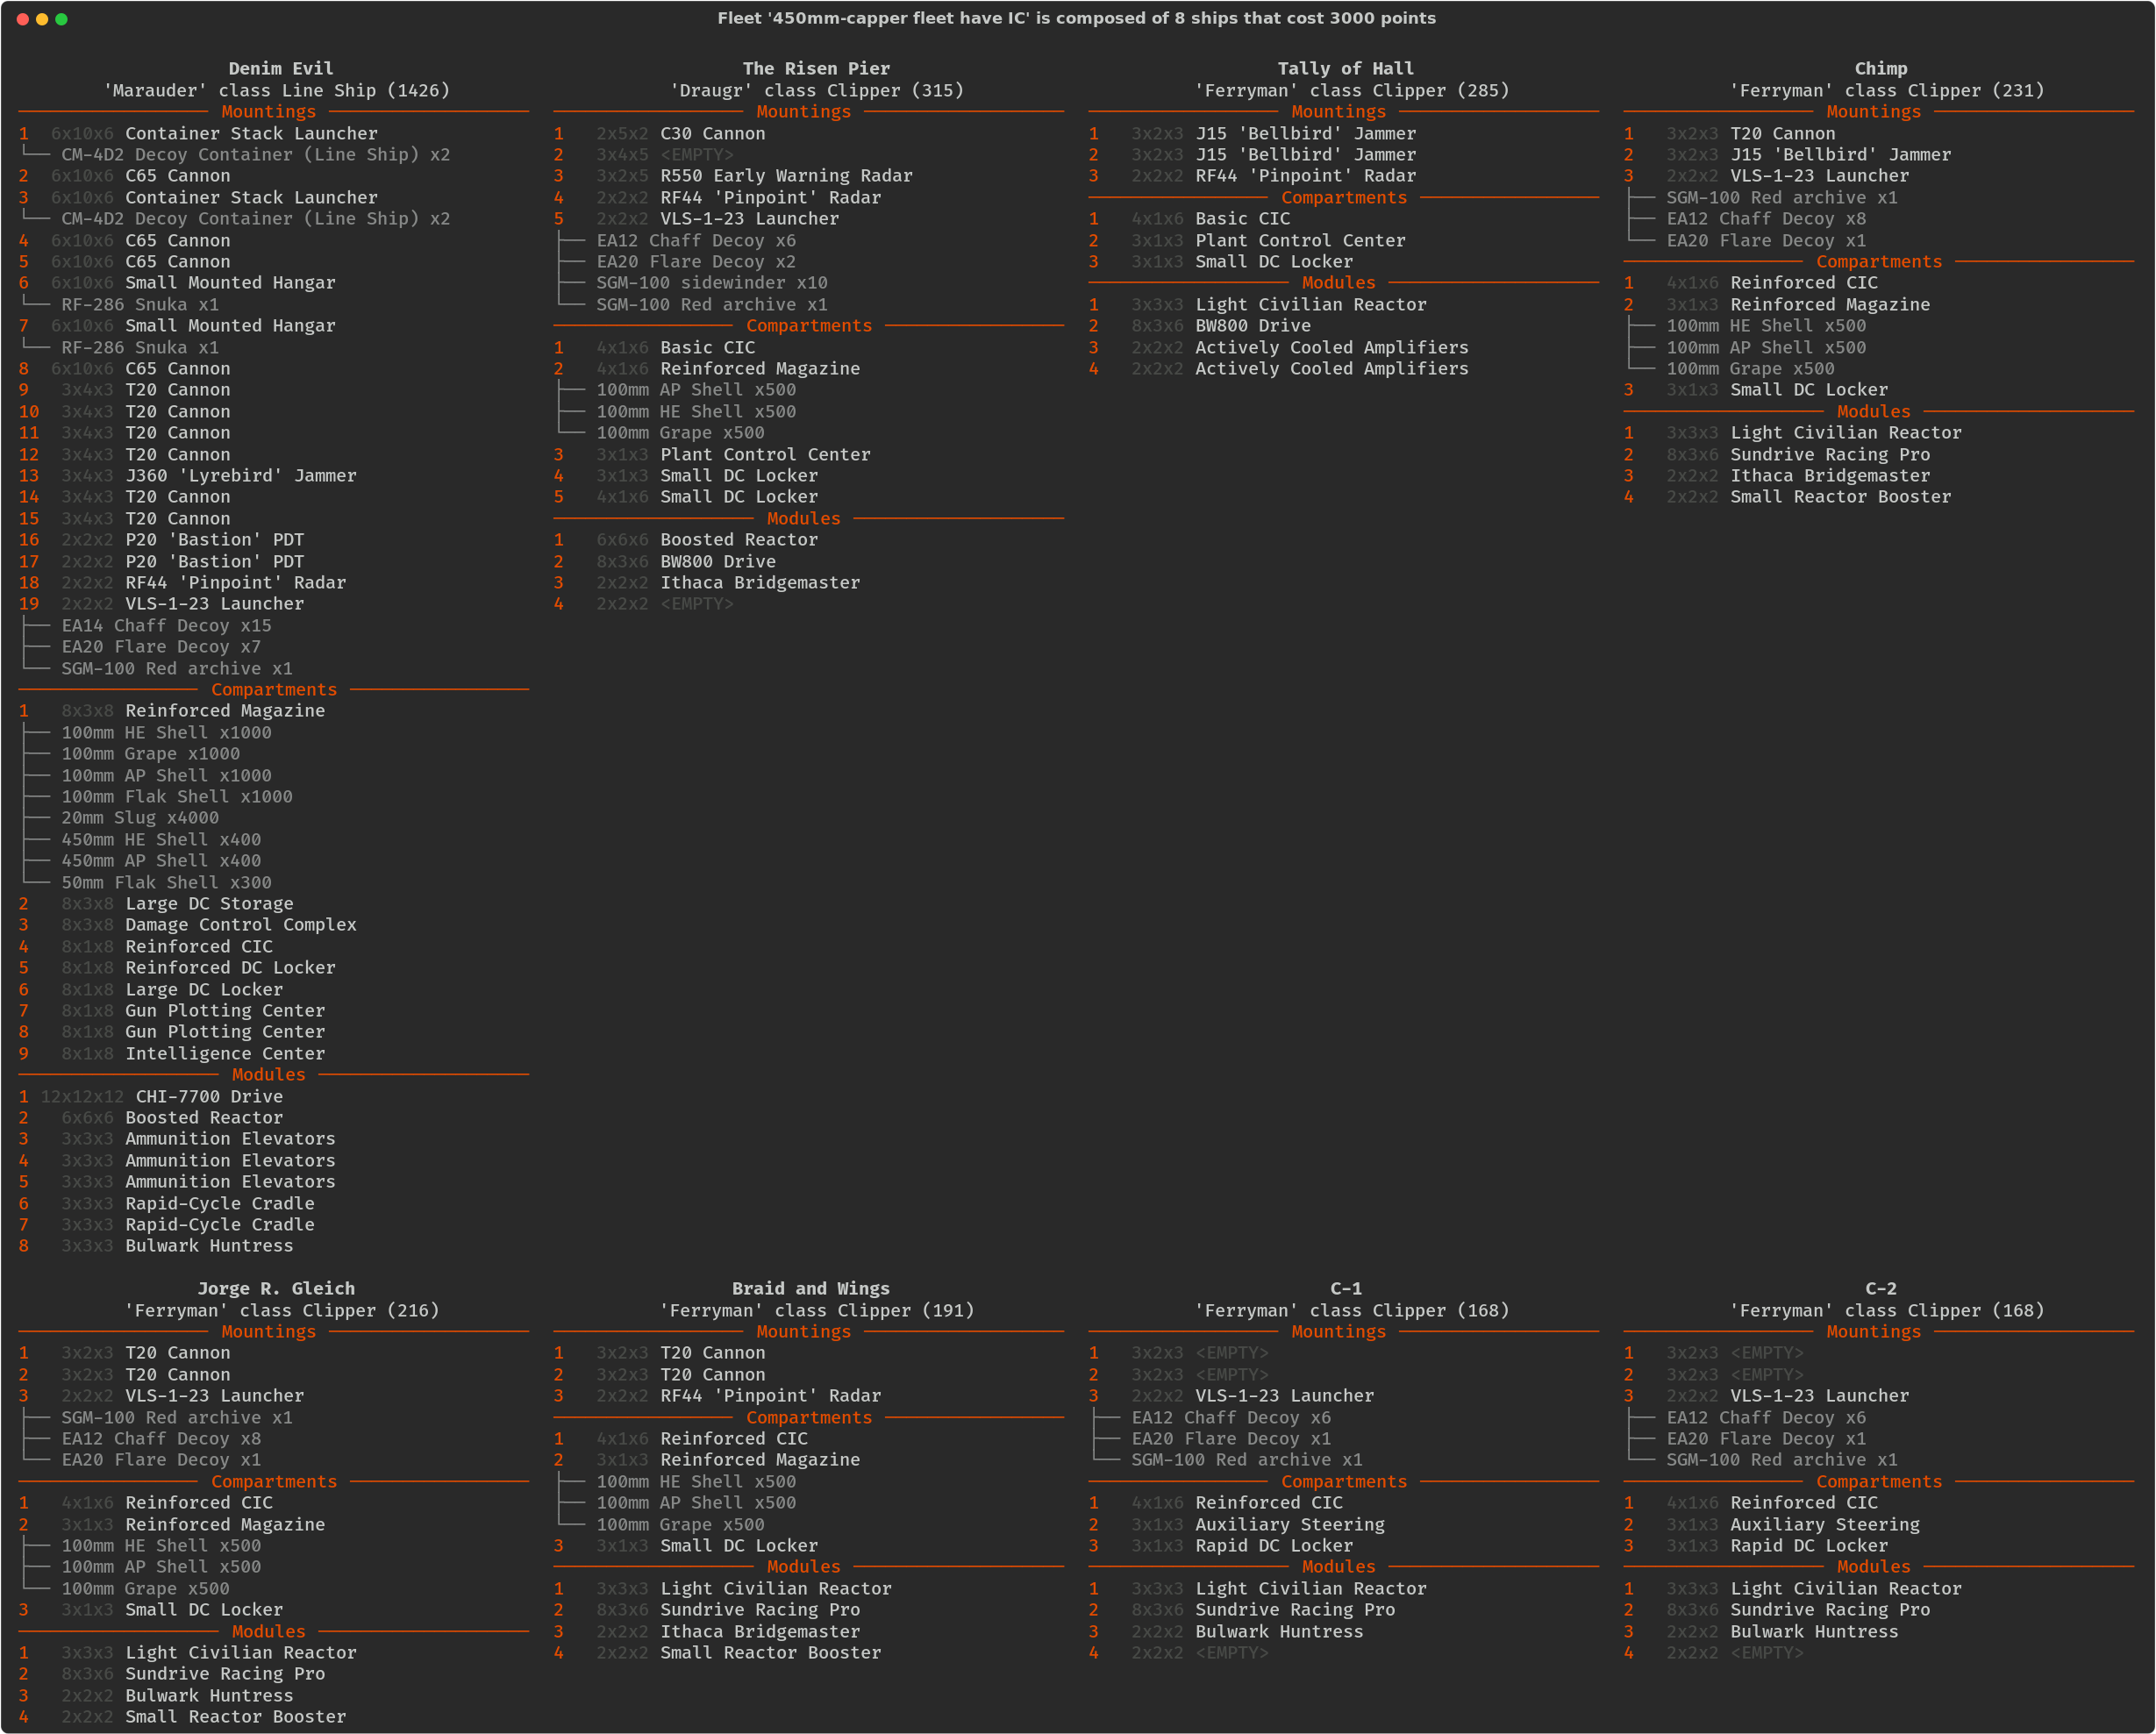 Fleet '450mm-capper fleet have IC' is composed of 8 ships that cost 3000 points
Denim Evil
'Marauder' class Line Ship (1426)
Mountings
1 6x10x6 Container Stack Launcher
CM-4D2 Decoy Container (Line Ship) x2
2 6x10x6 C65 Cannon
3 6x10x6 Container Stack Launcher
CM-4D2 Decoy Container (Line Ship) x2
4 6x10x6 C65 Cannon
5 6x10x6 C65 Cannon
6 6x10x6 Small Mounted Hangar
RF-286 Snuka x1
7 6x10x6 Small Mounted Hangar
RF-286 Snuka x1
8 6x10x6 C65 Cannon
9 3x4x3 T20 Cannon
10 3x4x3 T20 Cannon
11 3x4x3 T20 Cannon
12 3x4x3 T20 Cannon
13 3x4x3 J360 'Lyrebird' Jammer
14 3x4x3 T20 Cannon
15 3x4x3 T20 Cannon
16 2x2x2 P20 'Bastion' PDT
17 2x2x2 P20 'Bastion' PDT
18 2x2x2 RF44 'Pinpoint' Radar
19 2x2x2 VLS-1-23 Launcher
EA14 Chaff Decoy x15
EA20 Flare Decoy x7
SGM-100 Red archive x1
Compartments
1 8x3x8 Reinforced Magazine
100mm HE Shell x1000
100mm Grape x1000
100mm AP Shell x1000
100mm Flak Shell x1000
20mm Slug x4000
450mm HE Shell x400
450mm AP Shell x400
50mm Flak Shell x300
2 8x3x8 Large DC Storage
3 8x3x8 Damage Control Complex
4 8x1x8 Reinforced CIC
5 8x1x8 Reinforced DC Locker
6 8x1x8 Large DC Locker
7 8x1x8 Gun Plotting Center
8 8x1x8 Gun Plotting Center
9 8x1x8 Intelligence Center
Modules
1 12x12x12 CHI-7700 Drive
2 6x6x6 Boosted Reactor
3 3x3x3 Ammunition Elevators
4 3x3x3 Ammunition Elevators
5 3x3x3 Ammunition Elevators
6 3x3x3 Rapid-Cycle Cradle
7 3x3x3 Rapid-Cycle Cradle
8 3x3x3 Bulwark Huntress
The Risen Pier
'Draugr' class Clipper (315)
Mountings
1 2x5x2 C30 Cannon
2 3x4x5 <EMPTY>
3 3x2x5 R550 Early Warning Radar
4 2x2x2 RF44 'Pinpoint' Radar
5 2x2x2 VLS-1-23 Launcher
EA12 Chaff Decoy x6
EA20 Flare Decoy x2
SGM-100 sidewinder x10
SGM-100 Red archive x1
Compartments
1 4x1x6 Basic CIC
2 4x1x6 Reinforced Magazine
100mm AP Shell x500
100mm HE Shell x500
100mm Grape x500
3 3x1x3 Plant Control Center
4 3x1x3 Small DC Locker
5 4x1x6 Small DC Locker
Modules
1 6x6x6 Boosted Reactor
2 8x3x6 BW800 Drive
3 2x2x2 Ithaca Bridgemaster
4 2x2x2 <EMPTY>
Tally of Hall
'Ferryman' class Clipper (285)
Mountings
1 3x2x3 J15 'Bellbird' Jammer
2 3x2x3 J15 'Bellbird' Jammer
3 2x2x2 RF44 'Pinpoint' Radar
Compartments
1 4x1x6 Basic CIC
2 3x1x3 Plant Control Center
3 3x1x3 Small DC Locker
Modules
1 3x3x3 Light Civilian Reactor
2 8x3x6 BW800 Drive
3 2x2x2 Actively Cooled Amplifiers
4 2x2x2 Actively Cooled Amplifiers
Chimp
'Ferryman' class Clipper (231)
Mountings
1 3x2x3 T20 Cannon
2 3x2x3 J15 'Bellbird' Jammer
3 2x2x2 VLS-1-23 Launcher
SGM-100 Red archive x1
EA12 Chaff Decoy x8
EA20 Flare Decoy x1
Compartments
1 4x1x6 Reinforced CIC
2 3x1x3 Reinforced Magazine
100mm HE Shell x500
100mm AP Shell x500
100mm Grape x500
3 3x1x3 Small DC Locker
Modules
1 3x3x3 Light Civilian Reactor
2 8x3x6 Sundrive Racing Pro
3 2x2x2 Ithaca Bridgemaster
4 2x2x2 Small Reactor Booster
Jorge R. Gleich
'Ferryman' class Clipper (216)
Mountings
1 3x2x3 T20 Cannon
2 3x2x3 T20 Cannon
3 2x2x2 VLS-1-23 Launcher
SGM-100 Red archive x1
EA12 Chaff Decoy x8
EA20 Flare Decoy x1
Compartments
1 4x1x6 Reinforced CIC
2 3x1x3 Reinforced Magazine
100mm HE Shell x500
100mm AP Shell x500
100mm Grape x500
3 3x1x3 Small DC Locker
Modules
1 3x3x3 Light Civilian Reactor
2 8x3x6 Sundrive Racing Pro
3 2x2x2 Bulwark Huntress
4 2x2x2 Small Reactor Booster
Braid and Wings
'Ferryman' class Clipper (191)
Mountings
1 3x2x3 T20 Cannon
2 3x2x3 T20 Cannon
3 2x2x2 RF44 'Pinpoint' Radar
Compartments
1 4x1x6 Reinforced CIC
2 3x1x3 Reinforced Magazine
100mm HE Shell x500
100mm AP Shell x500
100mm Grape x500
3 3x1x3 Small DC Locker
Modules
1 3x3x3 Light Civilian Reactor
2 8x3x6 Sundrive Racing Pro
3 2x2x2 Ithaca Bridgemaster
4 2x2x2 Small Reactor Booster
C-1
'Ferryman' class Clipper (168)
Mountings
1 3x2x3 <EMPTY>
2 3x2x3 <EMPTY>
3 2x2x2 VLS-1-23 Launcher
EA12 Chaff Decoy x6
EA20 Flare Decoy x1
SGM-100 Red archive x1
Compartments
1 4x1x6 Reinforced CIC
2 3x1x3 Auxiliary Steering
3 3x1x3 Rapid DC Locker
Modules
1 3x3x3 Light Civilian Reactor
2 8x3x6 Sundrive Racing Pro
3 2x2x2 Bulwark Huntress
4 2x2x2 <EMPTY>
C-2
'Ferryman' class Clipper (168)
Mountings
1 3x2x3 <EMPTY>
2 3x2x3 <EMPTY>
3 2x2x2 VLS-1-23 Launcher
EA12 Chaff Decoy x6
EA20 Flare Decoy x1
SGM-100 Red archive x1
Compartments
1 4x1x6 Reinforced CIC
2 3x1x3 Auxiliary Steering
3 3x1x3 Rapid DC Locker
Modules
1 3x3x3 Light Civilian Reactor
2 8x3x6 Sundrive Racing Pro
3 2x2x2 Bulwark Huntress
4 2x2x2 <EMPTY>